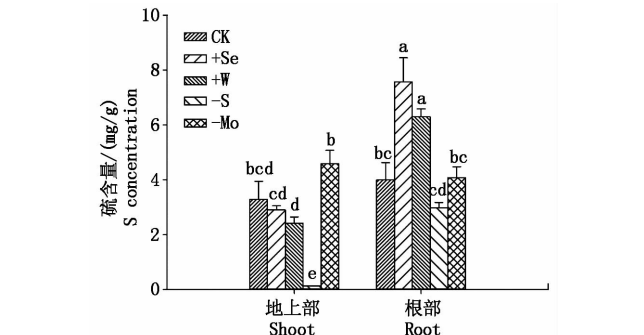 硫含量/(mg/g)
S concentration
10
8
6
4
2
0
CK
+Se
+W
−S
−Mo
bcd
cd
d
e
b
bc
a
a
cd
bc
地上部
Shoot
根部
Root